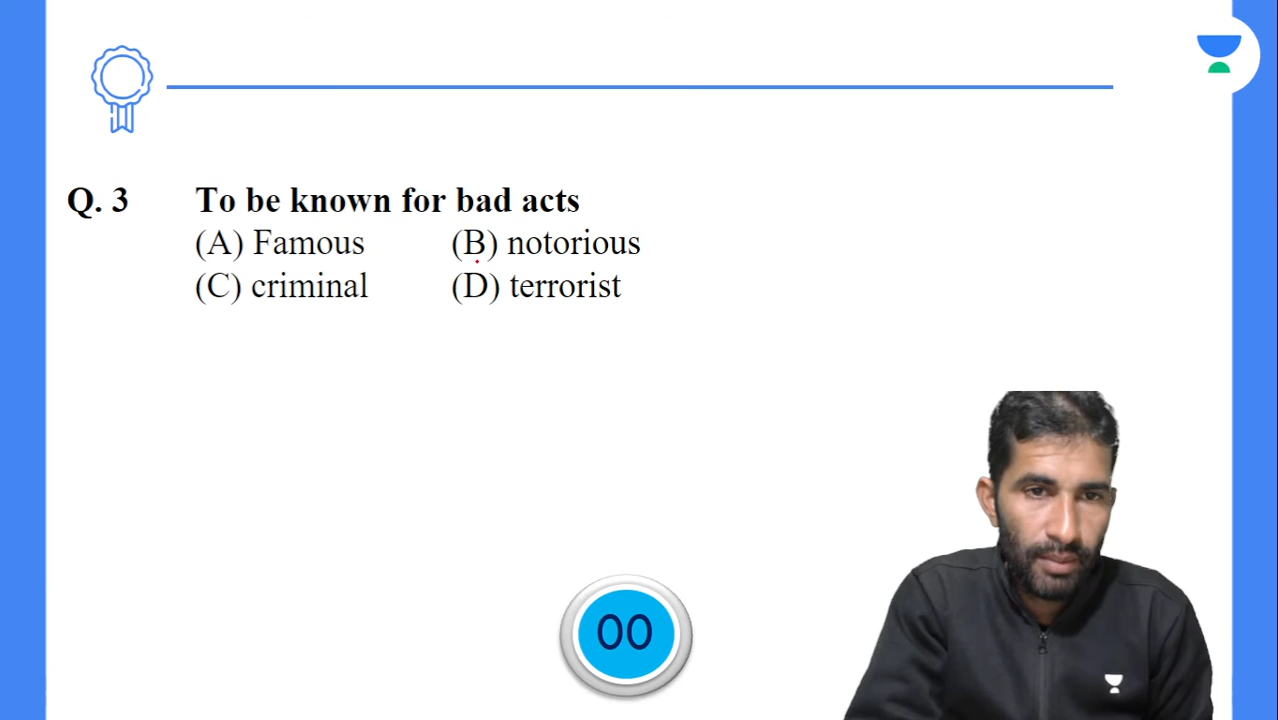 Q. 3 To be known for bad acts
(A) Famous (B) notorious
(C) criminal (D) terrorist
00